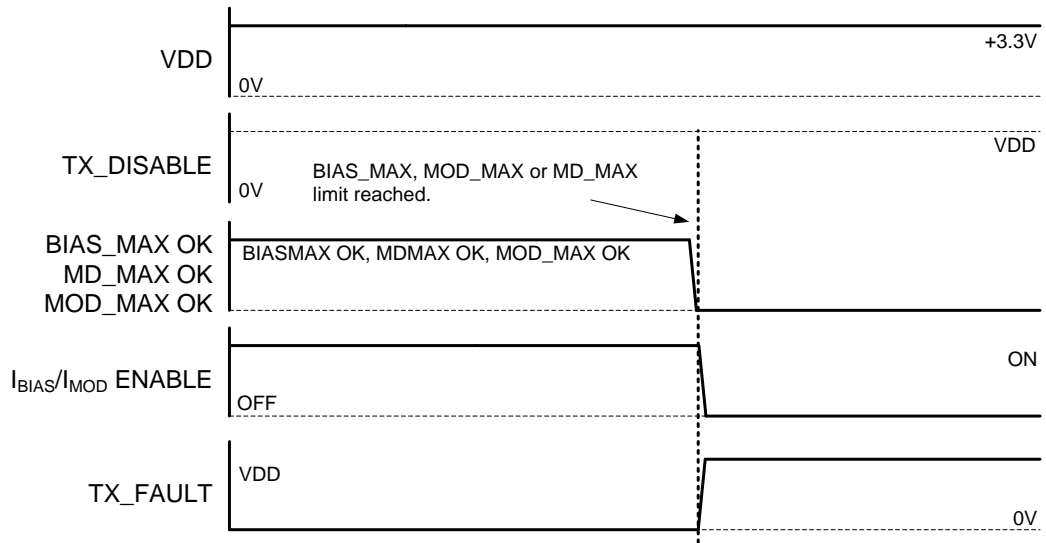 VDD
+3.3V
0V
TX_DISABLE
VDD
0V
BIAS_MAX, MOD_MAX or MD_MAX
limit reached.
BIAS_MAX OK
MD_MAX OK
MOD_MAX OK
BIASMAX OK, MDMAX OK, MOD_MAX OK
IBIAS/IMOD ENABLE
ON
OFF
TX_FAULT
VDD
0V